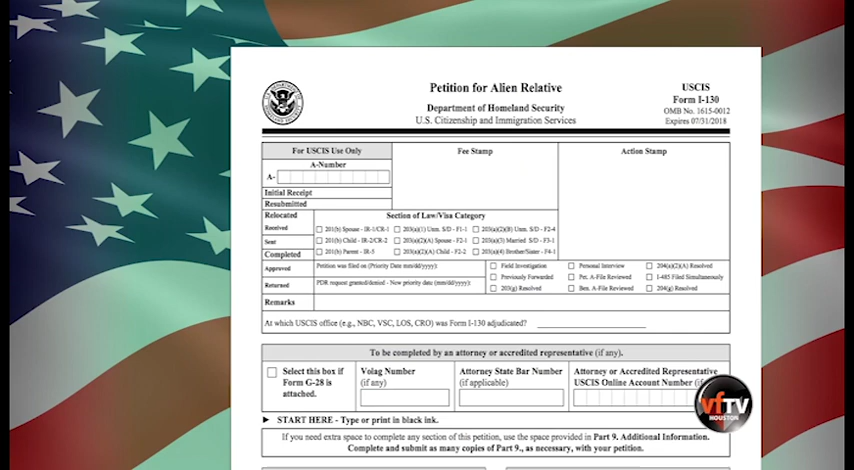 Petition for Alien Relative
Department of Homeland Security
U.S. Citizenship and Immigration Services
USCIS
Form I-130
OMB No. 1615-0012
Expires 07/31/2018
For USCIS Use Only
Fee Stamp
Action Stamp
A-Number
A-
Initial Receipt
Resubmitted
Relocated
Received
Sent
Completed
Approved
Returned
Remarks
Section of Law/Visa Category
201(b) Spouse - IR-1/CR-1 203(a)(1) Unm. S/D - F1-1 203(a)(2)(B) Unm. S/D - F2-4
201(b) Child - IR-2/CR-2 203(a)(2)(A) Spouse - F2-1 203(a)(3) Married S/D - F3-1
201(b) Parent - IR-5 203(a)(2)(A) Child - F2-2 203(a)(4) Brother/Sister - F4-1
Petition was filed on (Priority Date mm/dd/yyyy):
PDR request granted/denied - New priority date (mm/dd/yyyy):
Field Investigation Personal Interview 204(a)(2)(A) Resolved
Previously Forwarded Pet. A-File Reviewed I-485 Filed Simultaneously
203(g) Resolved Ben. A-File Reviewed 204(g) Resolved
At which USCIS office (e.g., NBC, VSC, LOS, CRO) was Form I-130 adjudicated?
To be completed by an attorney or accredited representative (if any).
Select this box if
Form G-28 is
attached.
Volag Number
(if any)
Attorney State Bar Number
(if applicable)
Attorney or Accredited Representative
USCIS Online Account Number (if
vfTV
HOUSTON
START HERE - Type or print in black ink.
If you need extra space to complete any section of this petition, use the space provided in Part 9. Additional Information.
Complete and submit as many copies of Part 9., as necessary, with your petition.